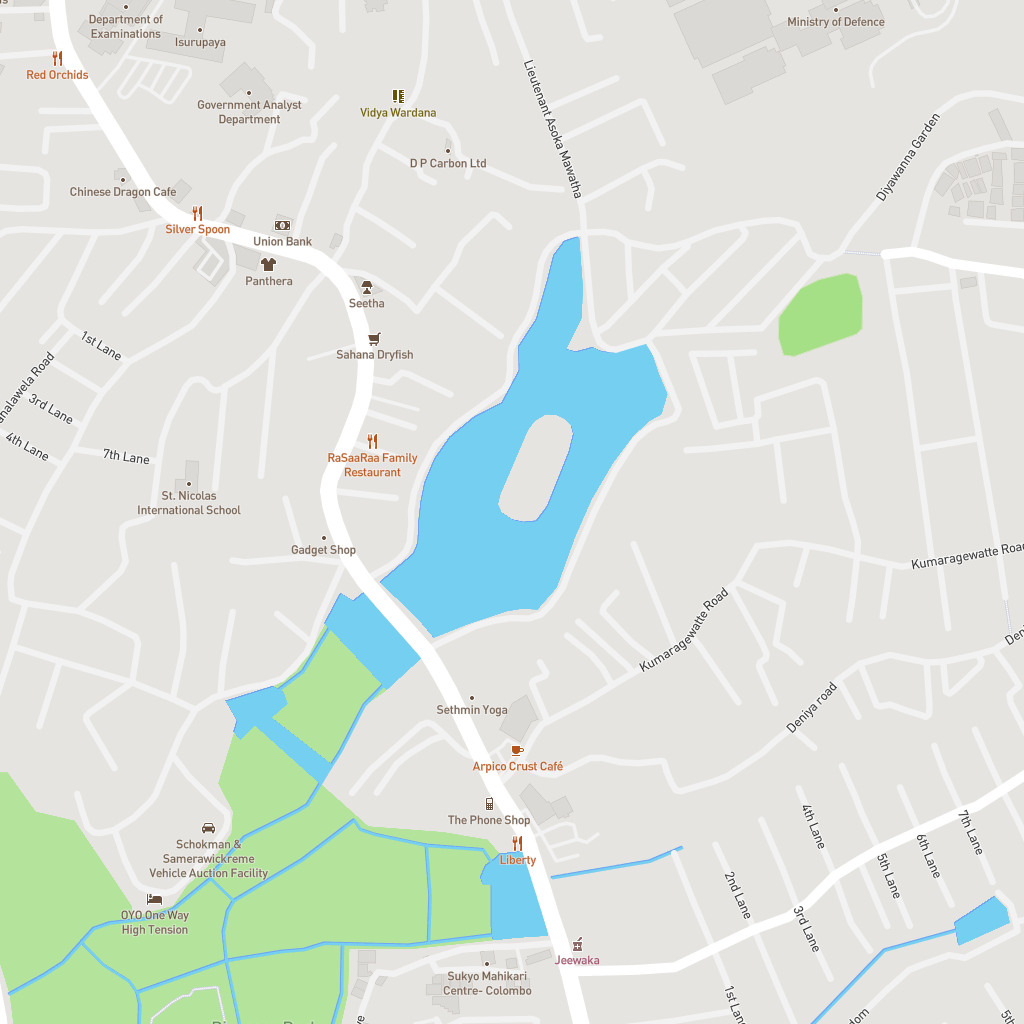 Department of
Examinations
Isurupaya
Ministry of Defence
Red Orchids
Government Analyst
Department
Vidya Wardana
Lieutenant Asoka Mawatha
D P Carbon Ltd
Diyawanna Garden
Chinese Dragon Cafe
Silver Spoon
Union Bank
Panthera
Seetha
1st Lane
Sahana Dryfish
3rd Lane
4th Lane
7th Lane
RaSaaRaa Family
Restaurant
St. Nicolas
International School
Gadget Shop
Kumaragewatte Road
Kumaragewatte Road
Deniya road
Sethmin Yoga
Arpico Crust Café
The Phone Shop
Liberty
4th Lane
7th Lane
6th Lane
5th Lane
2nd Lane
3rd Lane
Schokman &
Samerawickreme
Vehicle Auction Facility
OYO One Way
High Tension
Jeewaka
Sukyo Mahikari
Centre- Colombo
1st Lane